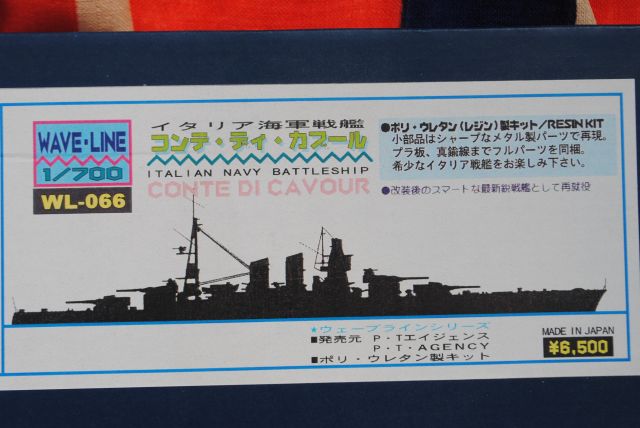 WAVE・LINE
1/700
WL-066
イタリア海軍戦艦
コンテ・ディ・カブール
ITALIAN NAVY BATTLESHIP
CONTE DI CAVOUR
●ポリ・ウレタン(レジン)製キット/RESIN KIT
小部品はシャープなメタル製パーツで再現。
プラ板、真鍮線までフルパーツを同梱。
希少なイタリア戦艦をお楽しみ下さい。
●改装後のスマートな最新鋭戦艦として再就役
★ウェーブラインシリーズ
■発売元 P・Tエイジェンス
P・T・AGENCY
■ポリ・ウレタン製キット
MADE IN JAPAN
¥6,500